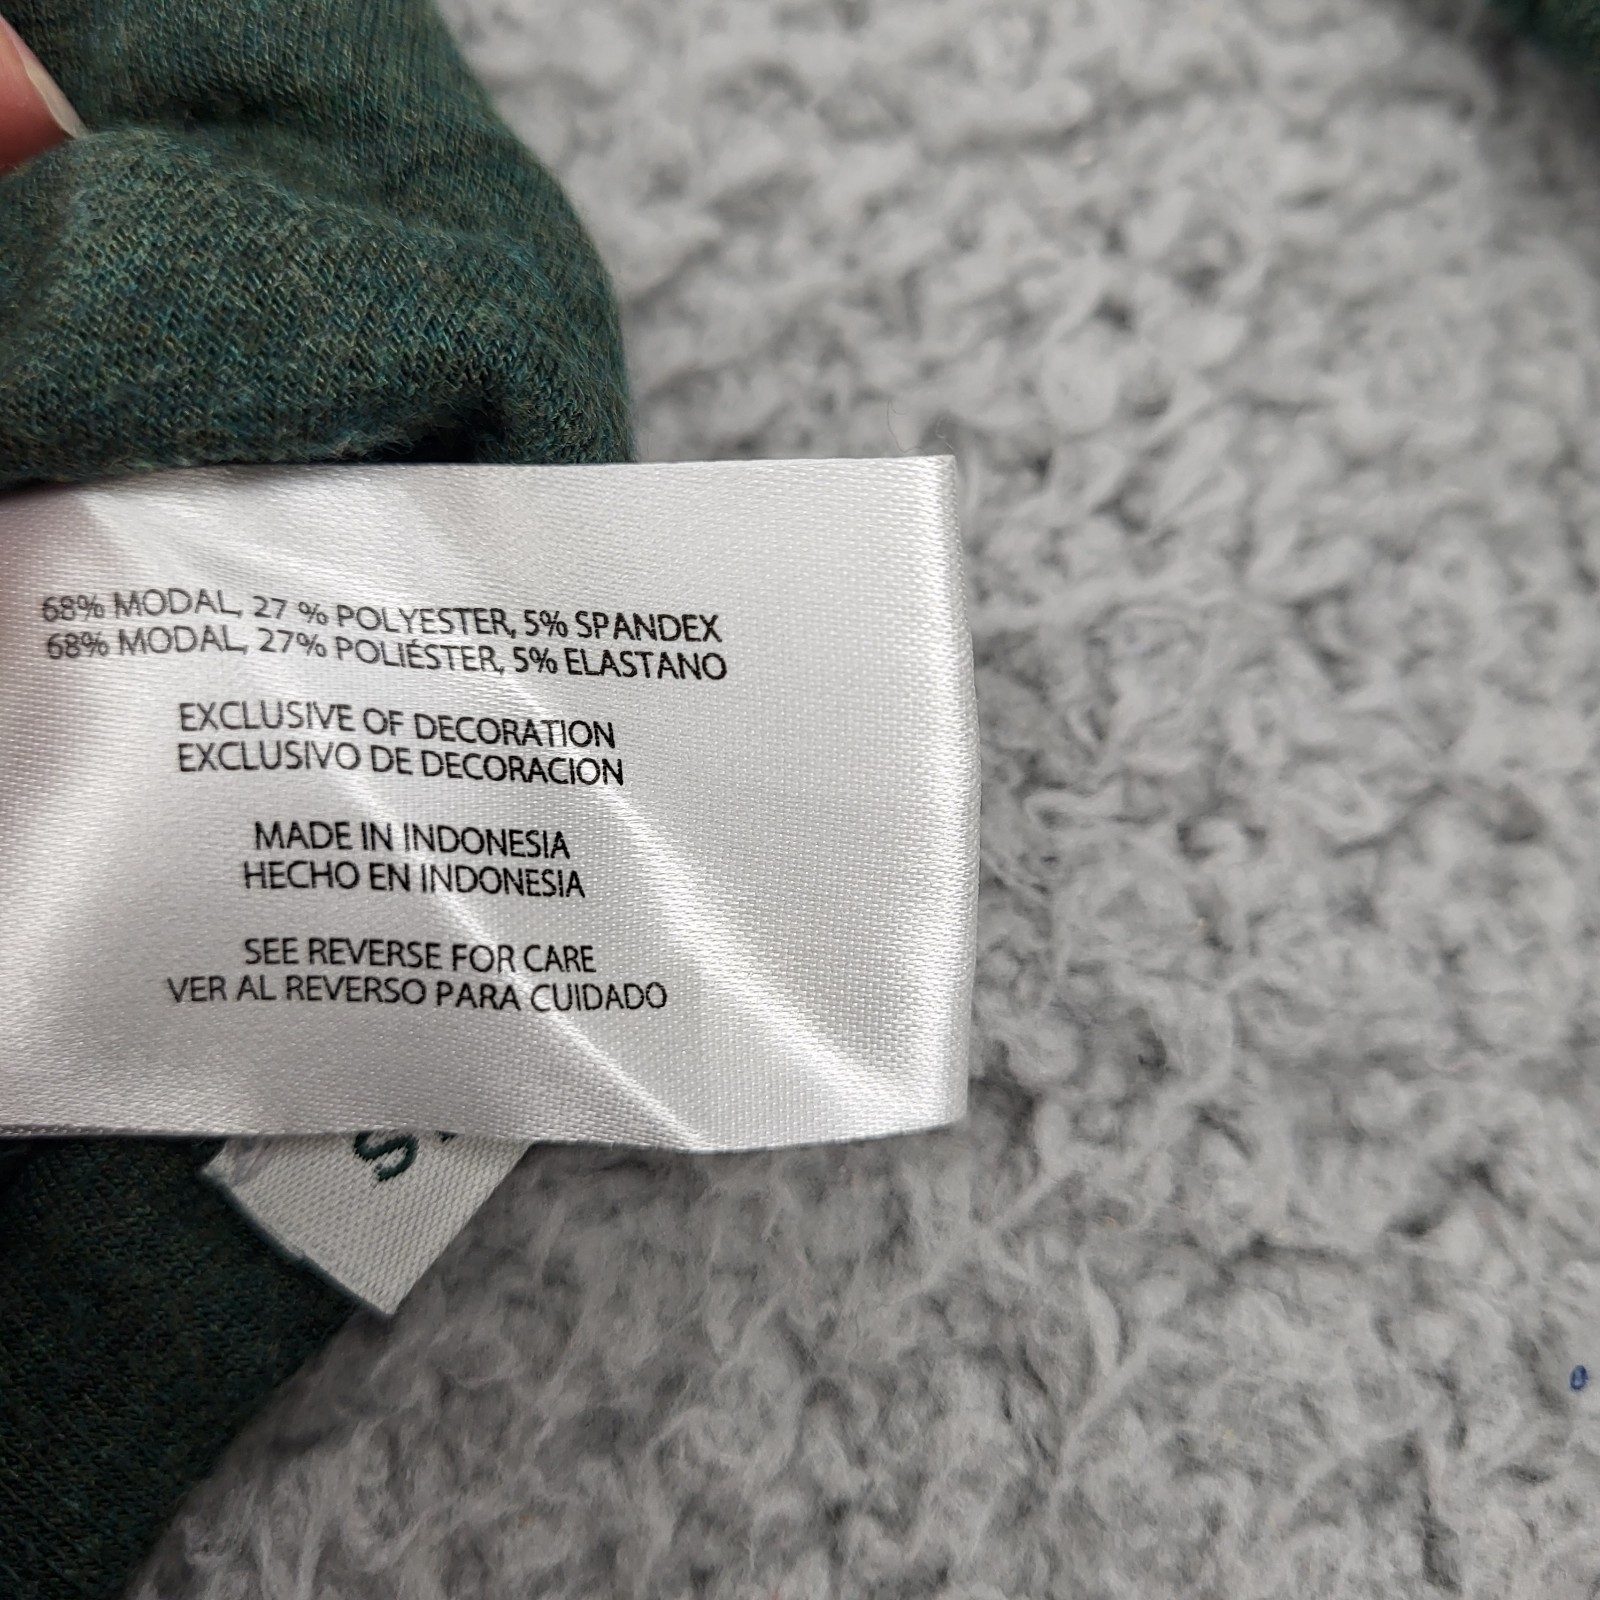 68% MODAL, 27 % POLYESTER, 5% SPANDEX
68% MODAL, 27% POLIÉSTER, 5% ELASTANO
EXCLUSIVE OF DECORATION
EXCLUSIVO DE DECORACION
MADE IN INDONESIA
HECHO EN INDONESIA
SEE REVERSE FOR CARE
VER AL REVERSO PARA CUIDADO
S